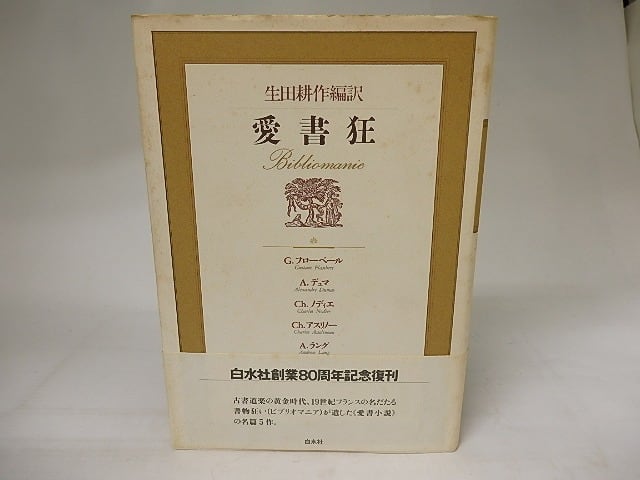 生田耕作編訳
愛書狂
Bibliomanie
G. フローベール
Gustave Flaubert
A. デュマ
Alexandre Dumas
Ch. ノディエ
Charles Nodier
Ch. アスリノー
Charles Asselineau
A. ラング
Andrew Lang
白水社創業80周年記念復刊
古書道楽の黄金時代、19世紀フランスの名だたる
書物狂い(ビブリオマニア)が遺した《愛書小説》
の名篇5作。
白水社